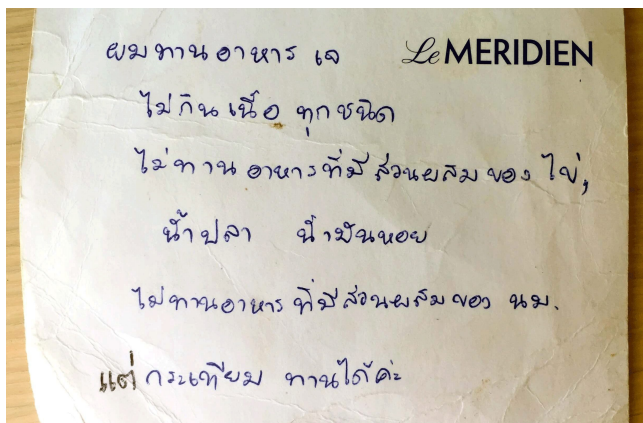 ผมทานอาหาร เจ Le MERIDIEN
ไม่กินเนื้อ ทุกชนิด
ไม่ทานอาหารที่มีส่วนผสมของ ไข่,
น้ำปลา น้ำมันหอย
ไม่ทานอาหารที่มีส่วนผสมของ นม.
แต่ กระเทียม ทานได้ค่ะ